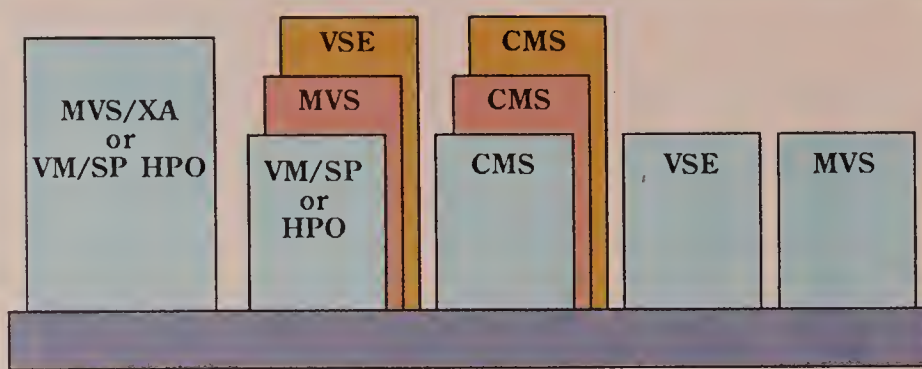 MVS/XA
or
VM/SP HPO
VSE
MVS
VM/SP
or
HPO
CMS
CMS
CMS
VSE
MVS